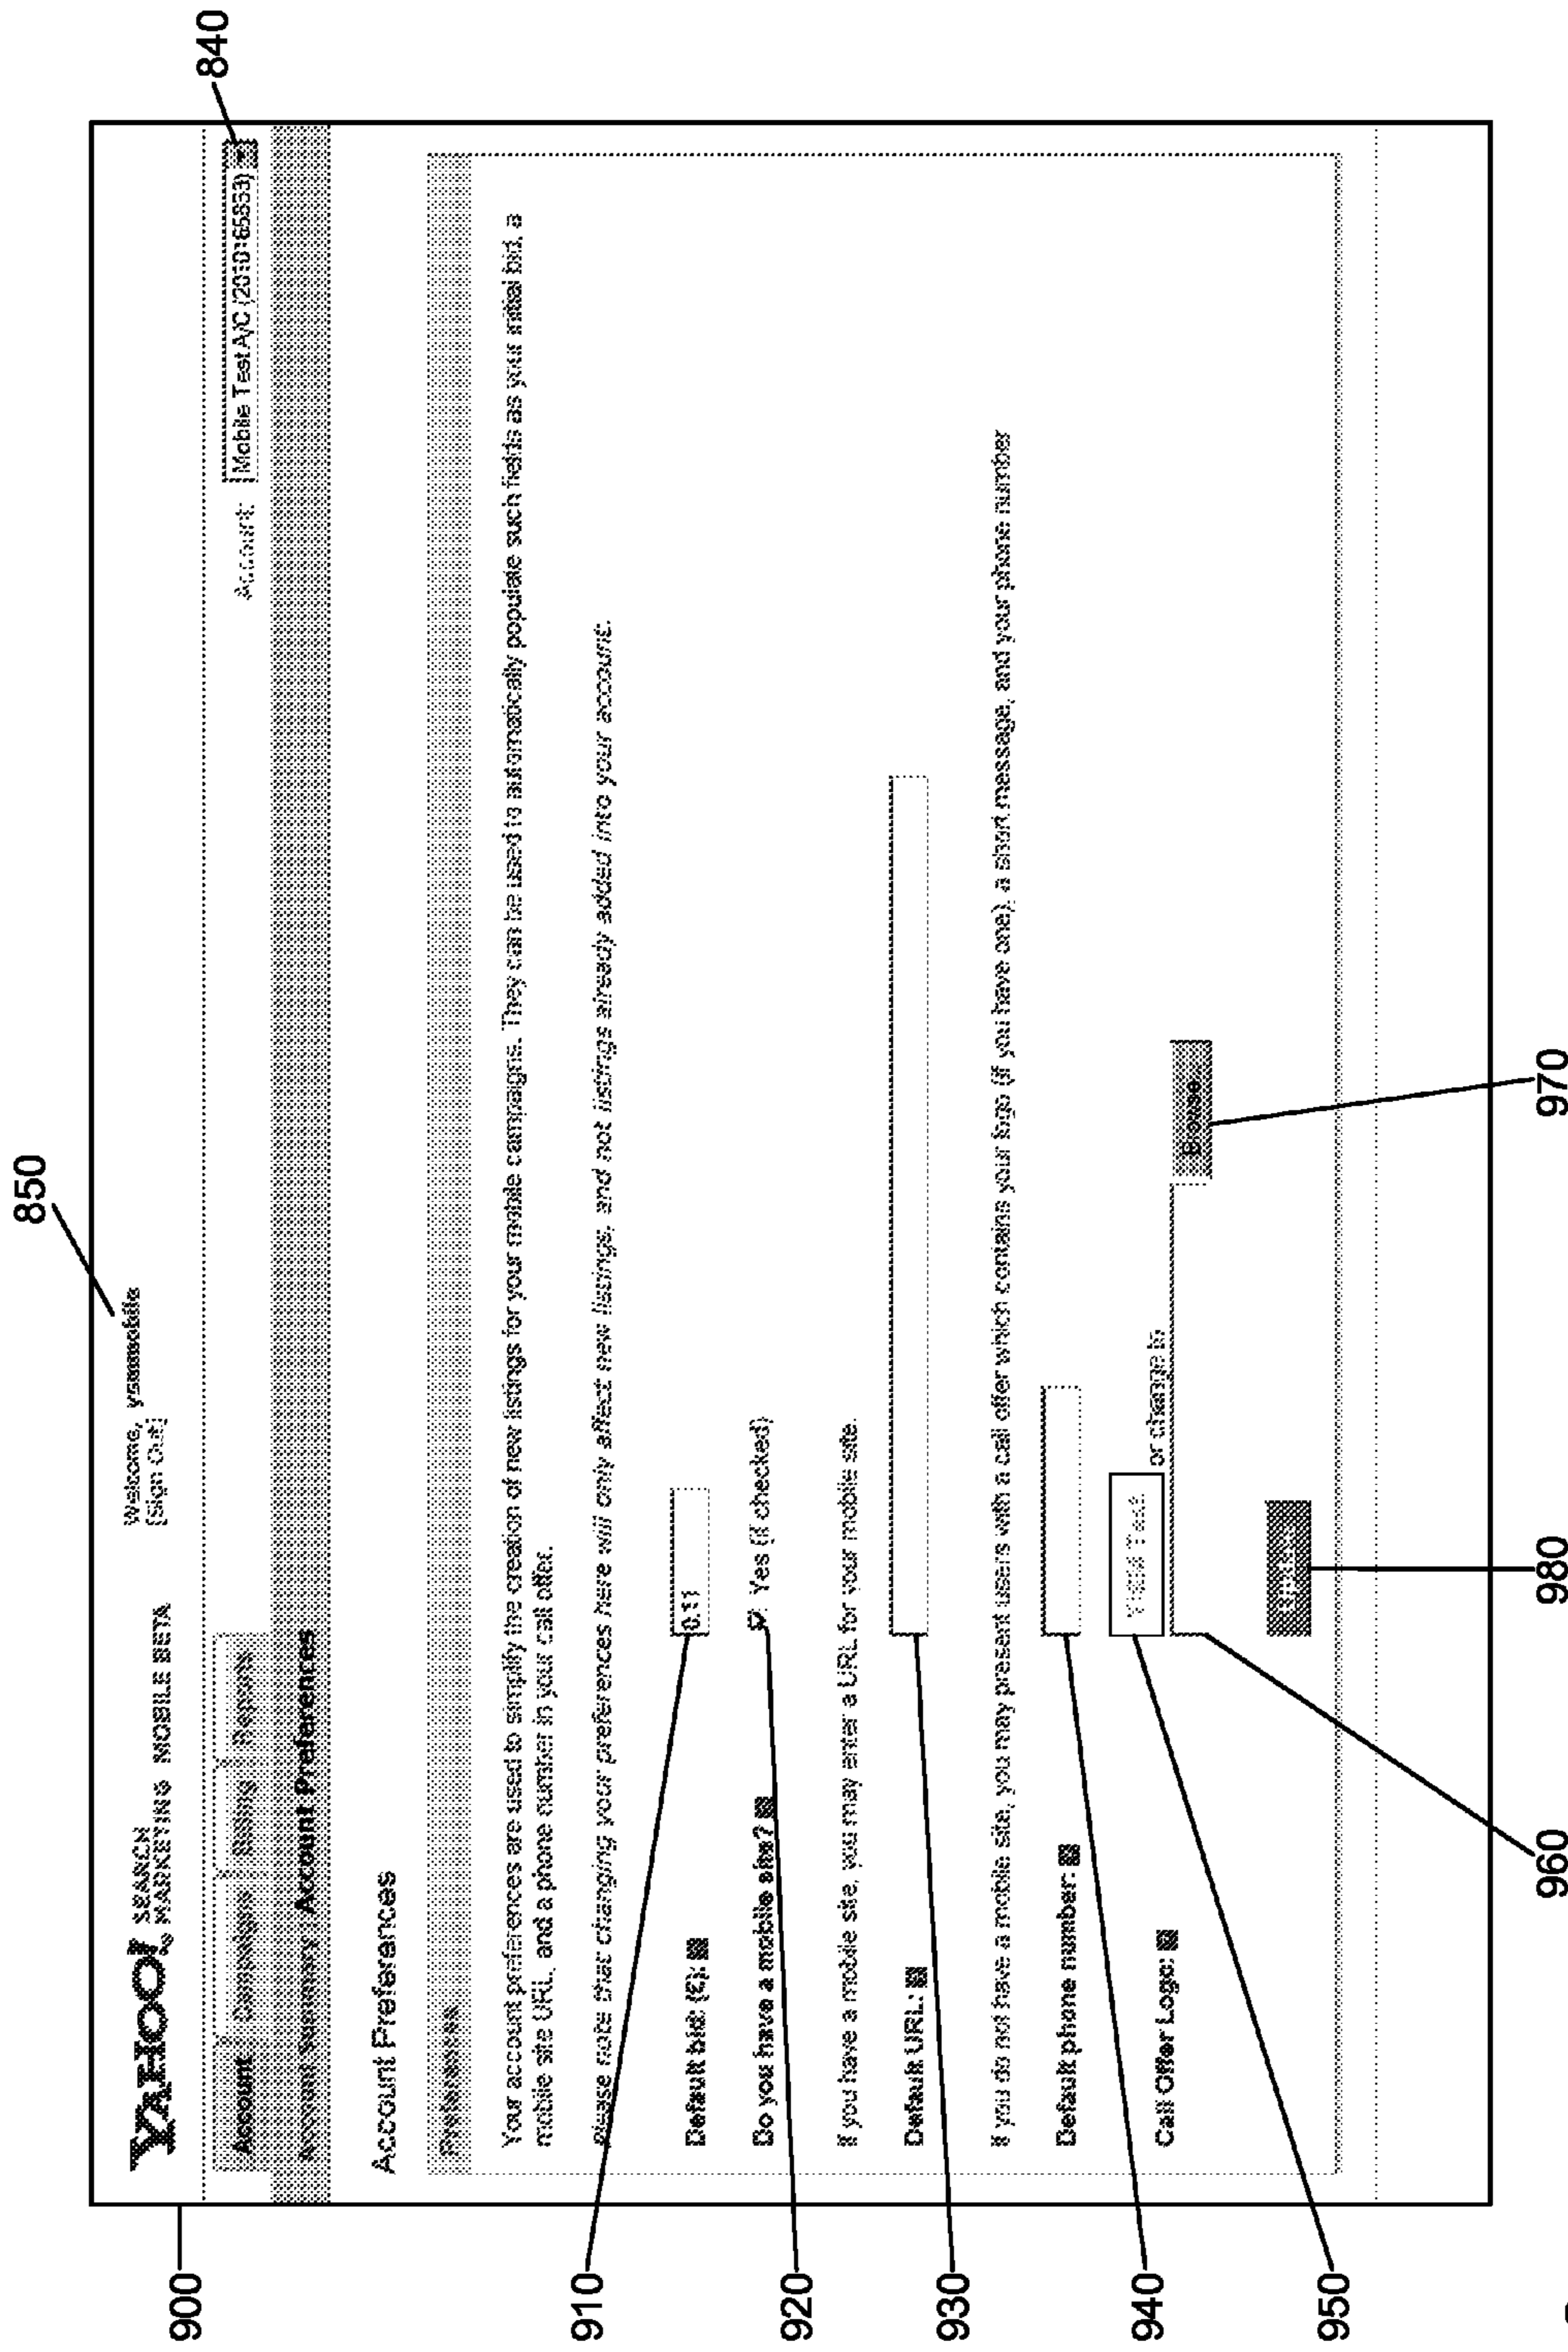 850
840
900
YAHOO! SEARCH MARKETING MOBILE BETA
Welcome, ysmmobile
[Sign Out]
Account Campaigns Billing Reports
Account: Mobile Test A/C
Account Summary | Account Preferences
Account Preferences
Preferences
Your account preferences are used to simplify the creation of new listings for your mobile campaigns. They can be used to automatically populate such fields as your initial bid, a
mobile site URL, and a phone number in your call offer.
Please note that changing your preferences here will only affect new listings, and not listings already added into your account.
910
Default bid: (£):
0.11
920
Do you have a mobile site?
Yes (if checked)
If you have a mobile site, you may enter a URL for your mobile site.
930
Default URL:
If you do not have a mobile site, you may present users with a call offer which contains your logo (if you have one), a short message, and your phone number
940
Default phone number:
950
Call Offer Logo:
or change to
Browse...
960
980
970